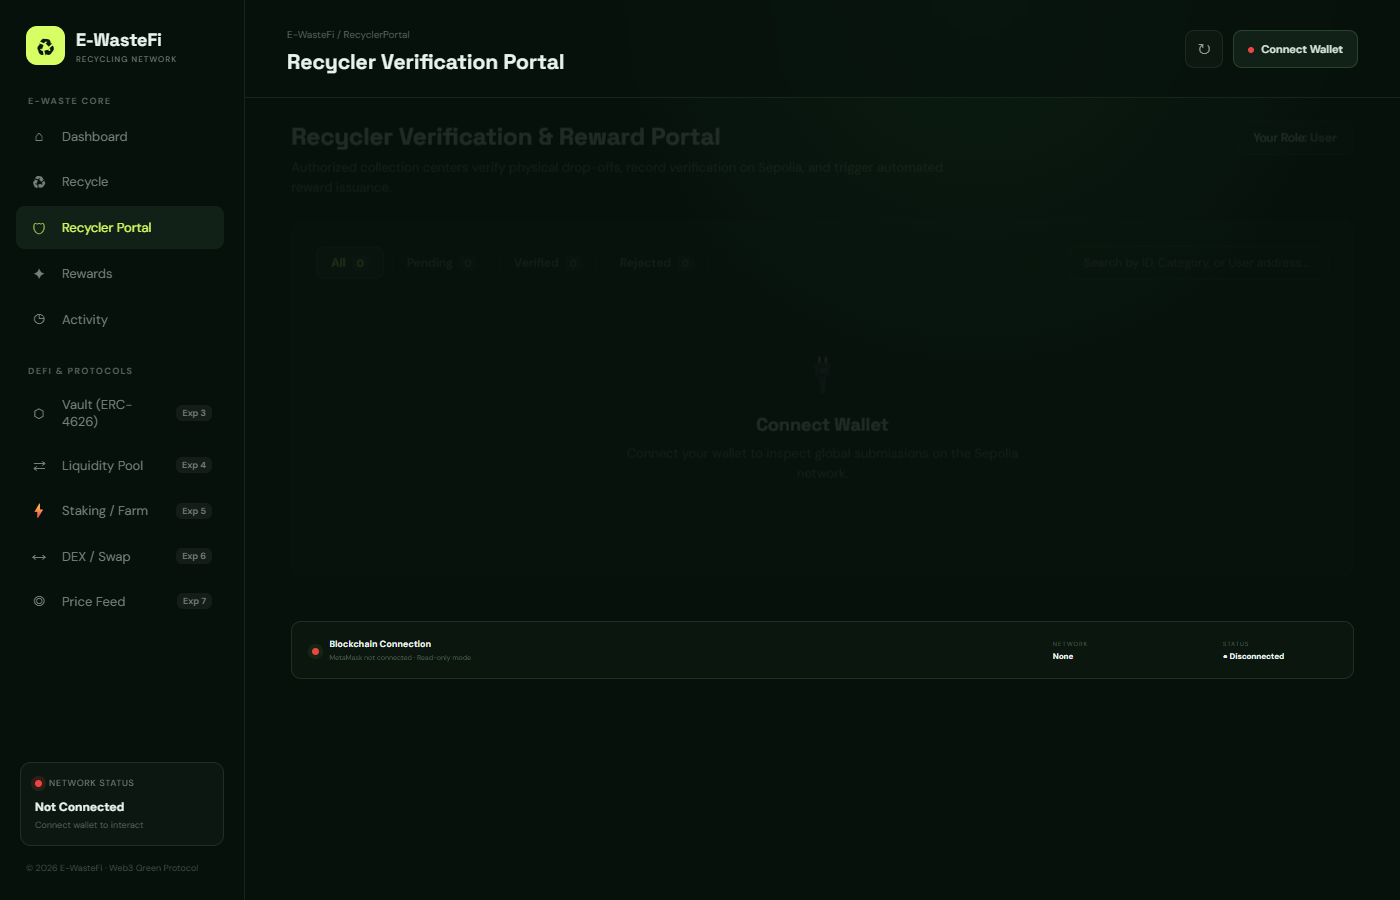 E-WasteFi
RECYCLING NETWORK
E-WASTE CORE
Dashboard
Recycle
Recycler Portal
Rewards
Activity
DEFI & PROTOCOLS
Vault (ERC-
4626)
Exp 3
Liquidity Pool
Exp 4
Staking / Farm
Exp 5
DEX / Swap
Exp 6
Price Feed
Exp 7
NETWORK STATUS
Not Connected
Connect wallet to interact
© 2026 E-WasteFi · Web3 Green Protocol
E-WasteFi / RecyclerPortal
Recycler Verification Portal
Connect Wallet
Recycler Verification & Reward Portal
Authorized collection centers verify physical drop-offs, record verification on Sepolia, and trigger automated
reward issuance.
Your Role: User
All 0
Pending 0
Verified 0
Rejected 0
Search by ID, Category, or User address...
Connect Wallet
Connect your wallet to inspect global submissions on the Sepolia
network.
Blockchain Connection
MetaMask not connected · Read-only mode
NETWORK
None
STATUS
● Disconnected